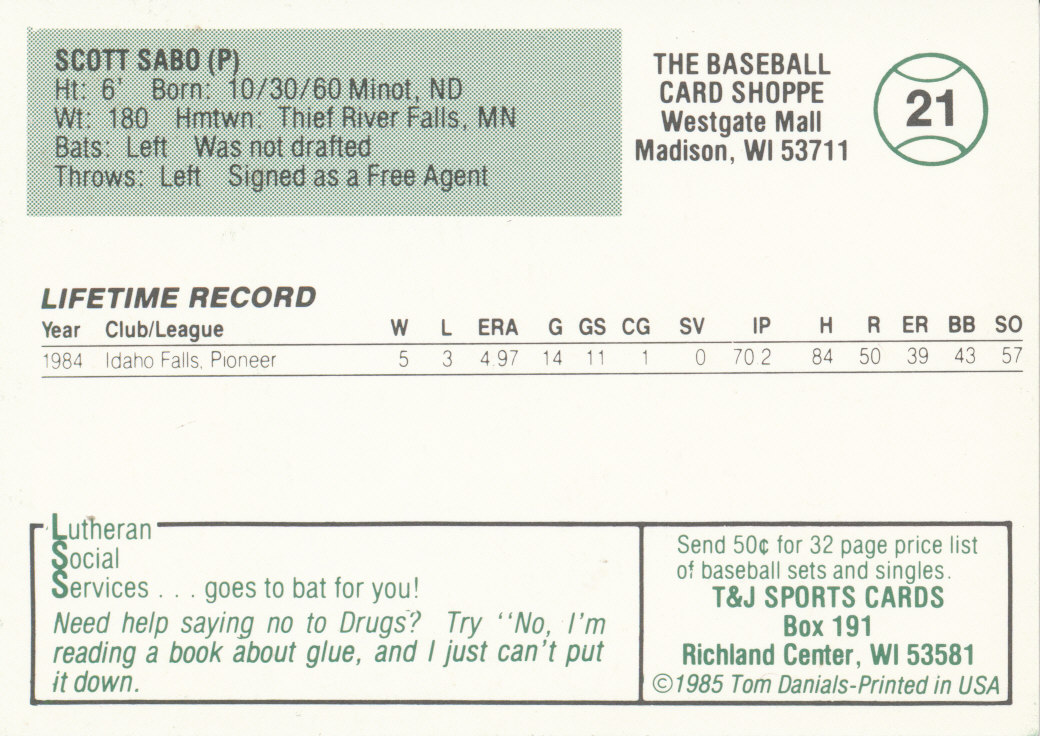 SCOTT SABO (P)
Ht: 6' Born: 10/30/60 Minot, ND
Wt: 180 Hmtwn: Thief River Falls, MN
Bats: Left Was not drafted
Throws: Left Signed as a Free Agent
THE BASEBALL
CARD SHOPPE
Westgate Mall
Madison, WI 53711
21
LIFETIME RECORD
Year Club/League W L ERA G GS CG SV IP H R ER BB SO
1984 Idaho Falls, Pioneer 5 3 4.97 14 11 1 0 70.2 84 50 39 43 57
Lutheran
Social
Services . . . goes to bat for you!
Need help saying no to Drugs? Try "No, I'm
reading a book about glue, and I just can't put
it down.
Send 50¢ for 32 page price list
of baseball sets and singles.
T&J SPORTS CARDS
Box 191
Richland Center, WI 53581
©1985 Tom Danials-Printed in USA